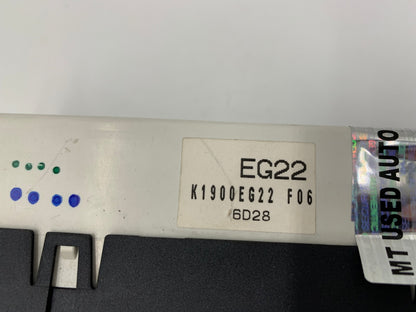 EG22
K1900EG22 F06
6D28
MT USED AUTO